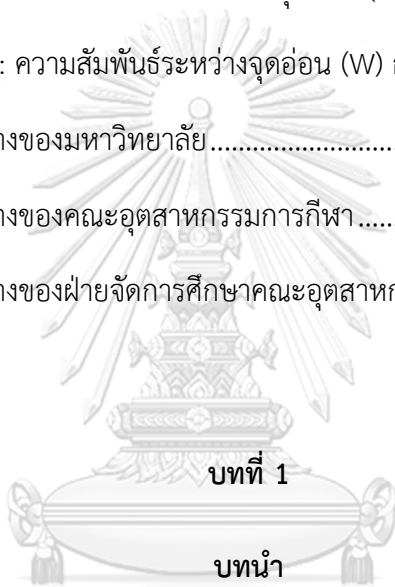 : ความสัมพันธ์ระหว่างจุดอ่อน (W)
างของมหาวิทยาลัย........................
างของคณะอุตสาหกรรมการกีฬา......
างของฝ่ายจัดการศึกษาคณะอุตสาหก
บทที่ 1
บทนำ